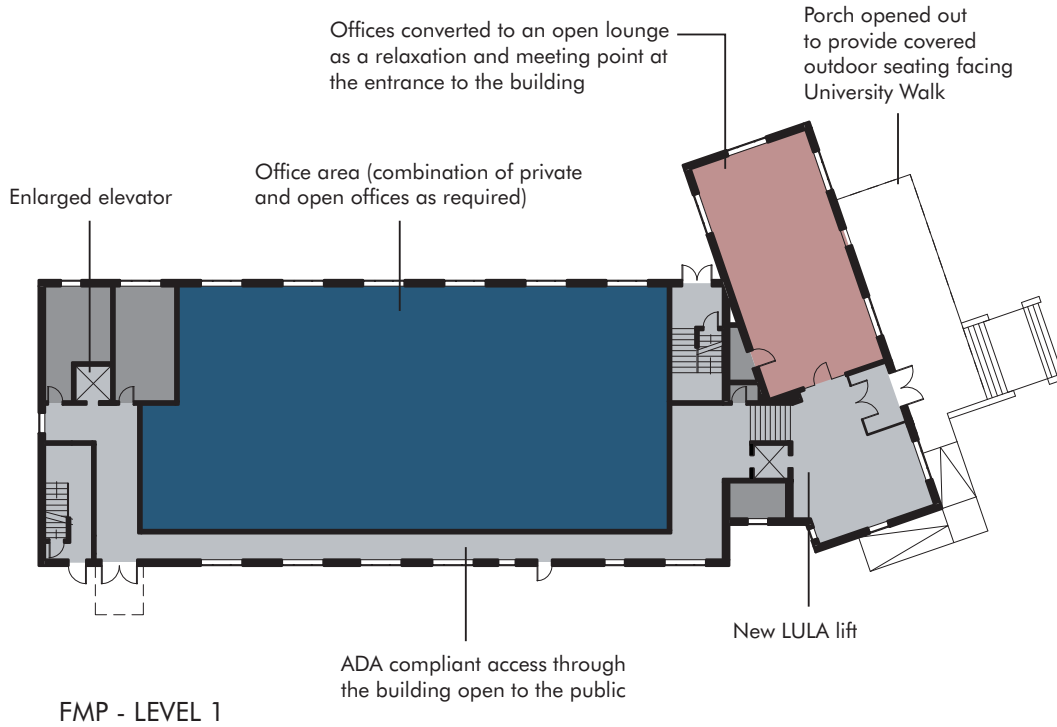 Offices converted to an open lounge
as a relaxation and meeting point at
the entrance to the building
Porch opened out
to provide covered
outdoor seating facing
University Walk
Office area (combination of private
and open offices as required)
Enlarged elevator
New LULA lift
ADA compliant access through
the building open to the public
FMP - LEVEL 1